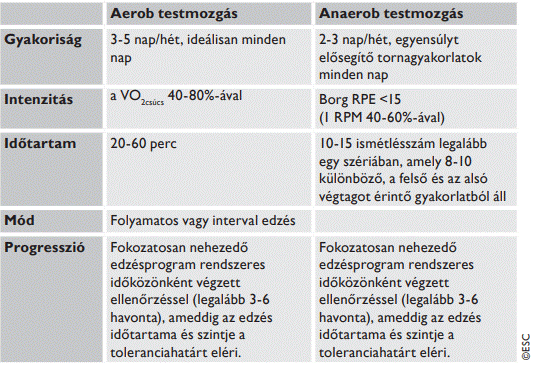 Aerob testmozgás
Anaerob testmozgás
Gyakoriság
3-5 nap/hét, ideálisan minden
nap
2-3 nap/hét, egyensúlyt
elősegítő tornagyakorlatok
minden nap
Intenzitás
a VO2csúcs 40-80%-ával
Borg RPE <15
(1 RPM 40-60%-ával)
Időtartam
20-60 perc
10-15 ismétlésszám legalább
egy szériában, amely 8-10
különböző, a felső és az alsó
végtagot érintő gyakorlatból áll
Mód
Folyamatos vagy interval edzés
Progresszió
Fokozatosan nehezedő
edzésprogram rendszeres
időközönként végzett
ellenőrzéssel (legalább 3-6
havonta), ameddig az edzés
időtartama és szintje a
toleranciahatárt eléri.
Fokozatosan nehezedő
edzésprogram rendszeres
időközönként végzett
ellenőrzéssel (legalább 3-6
havonta), ameddig az edzés
időtartama és szintje a
toleranciahatárt eléri.
©ESC